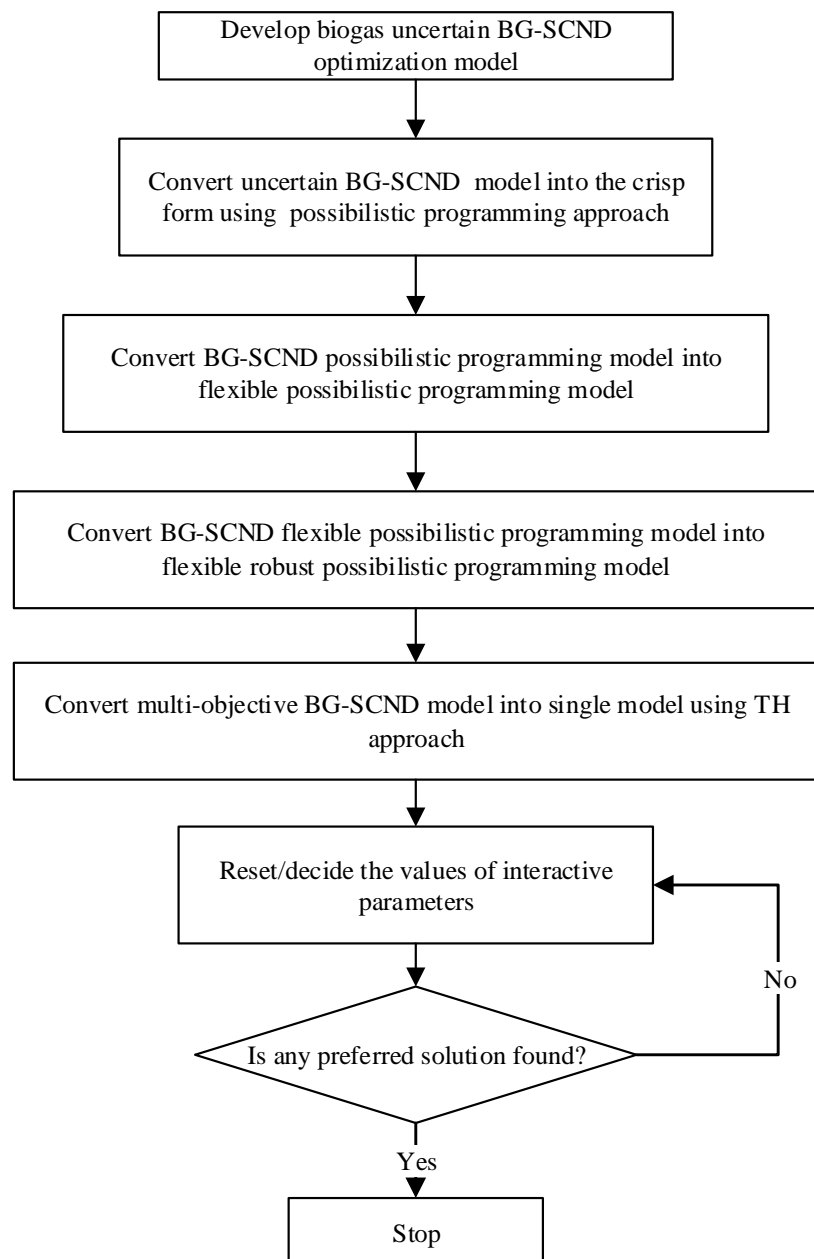 Develop biogas uncertain BG-SCND
optimization model
Convert uncertain BG-SCND model into the crisp
form using possibilistic programming approach
Convert BG-SCND possibilistic programming model into
flexible possibilistic programming model
Convert BG-SCND flexible possibilistic programming model into
flexible robust possibilistic programming model
Convert multi-objective BG-SCND model into single model using TH
approach
Reset/decide the values of interactive
parameters
No
Is any preferred solution found?
Yes
Stop